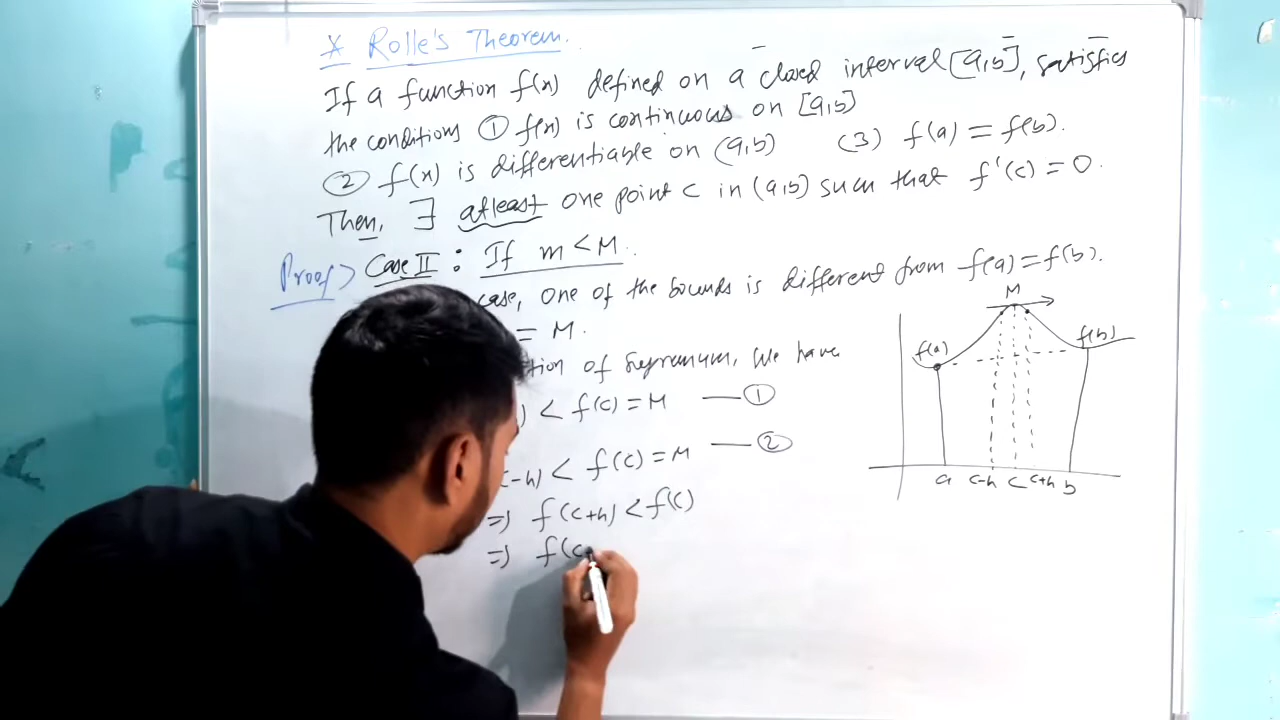 * Rolle's Theorem.
If a function f(x) defined on a closed interval [a,b], satisfies
the conditions ① f(x) is continuous on [a,b]
② f(x) is differentiable on (a,b) (3) f(a) = f(b).
Then, ∃ atleast one point c in (a,b) such that f'(c) = 0.
Proof> Case II : If m < M.
case, one of the bounds is different from f(a)=f(b).
= M.
tion of Supremum, we have
) < f(c) = M —①
c-h) < f(c) = M —②
=> f(c+h) < f(c)
=> f(c
M
f(a) f(b)
a c-h c c+h b